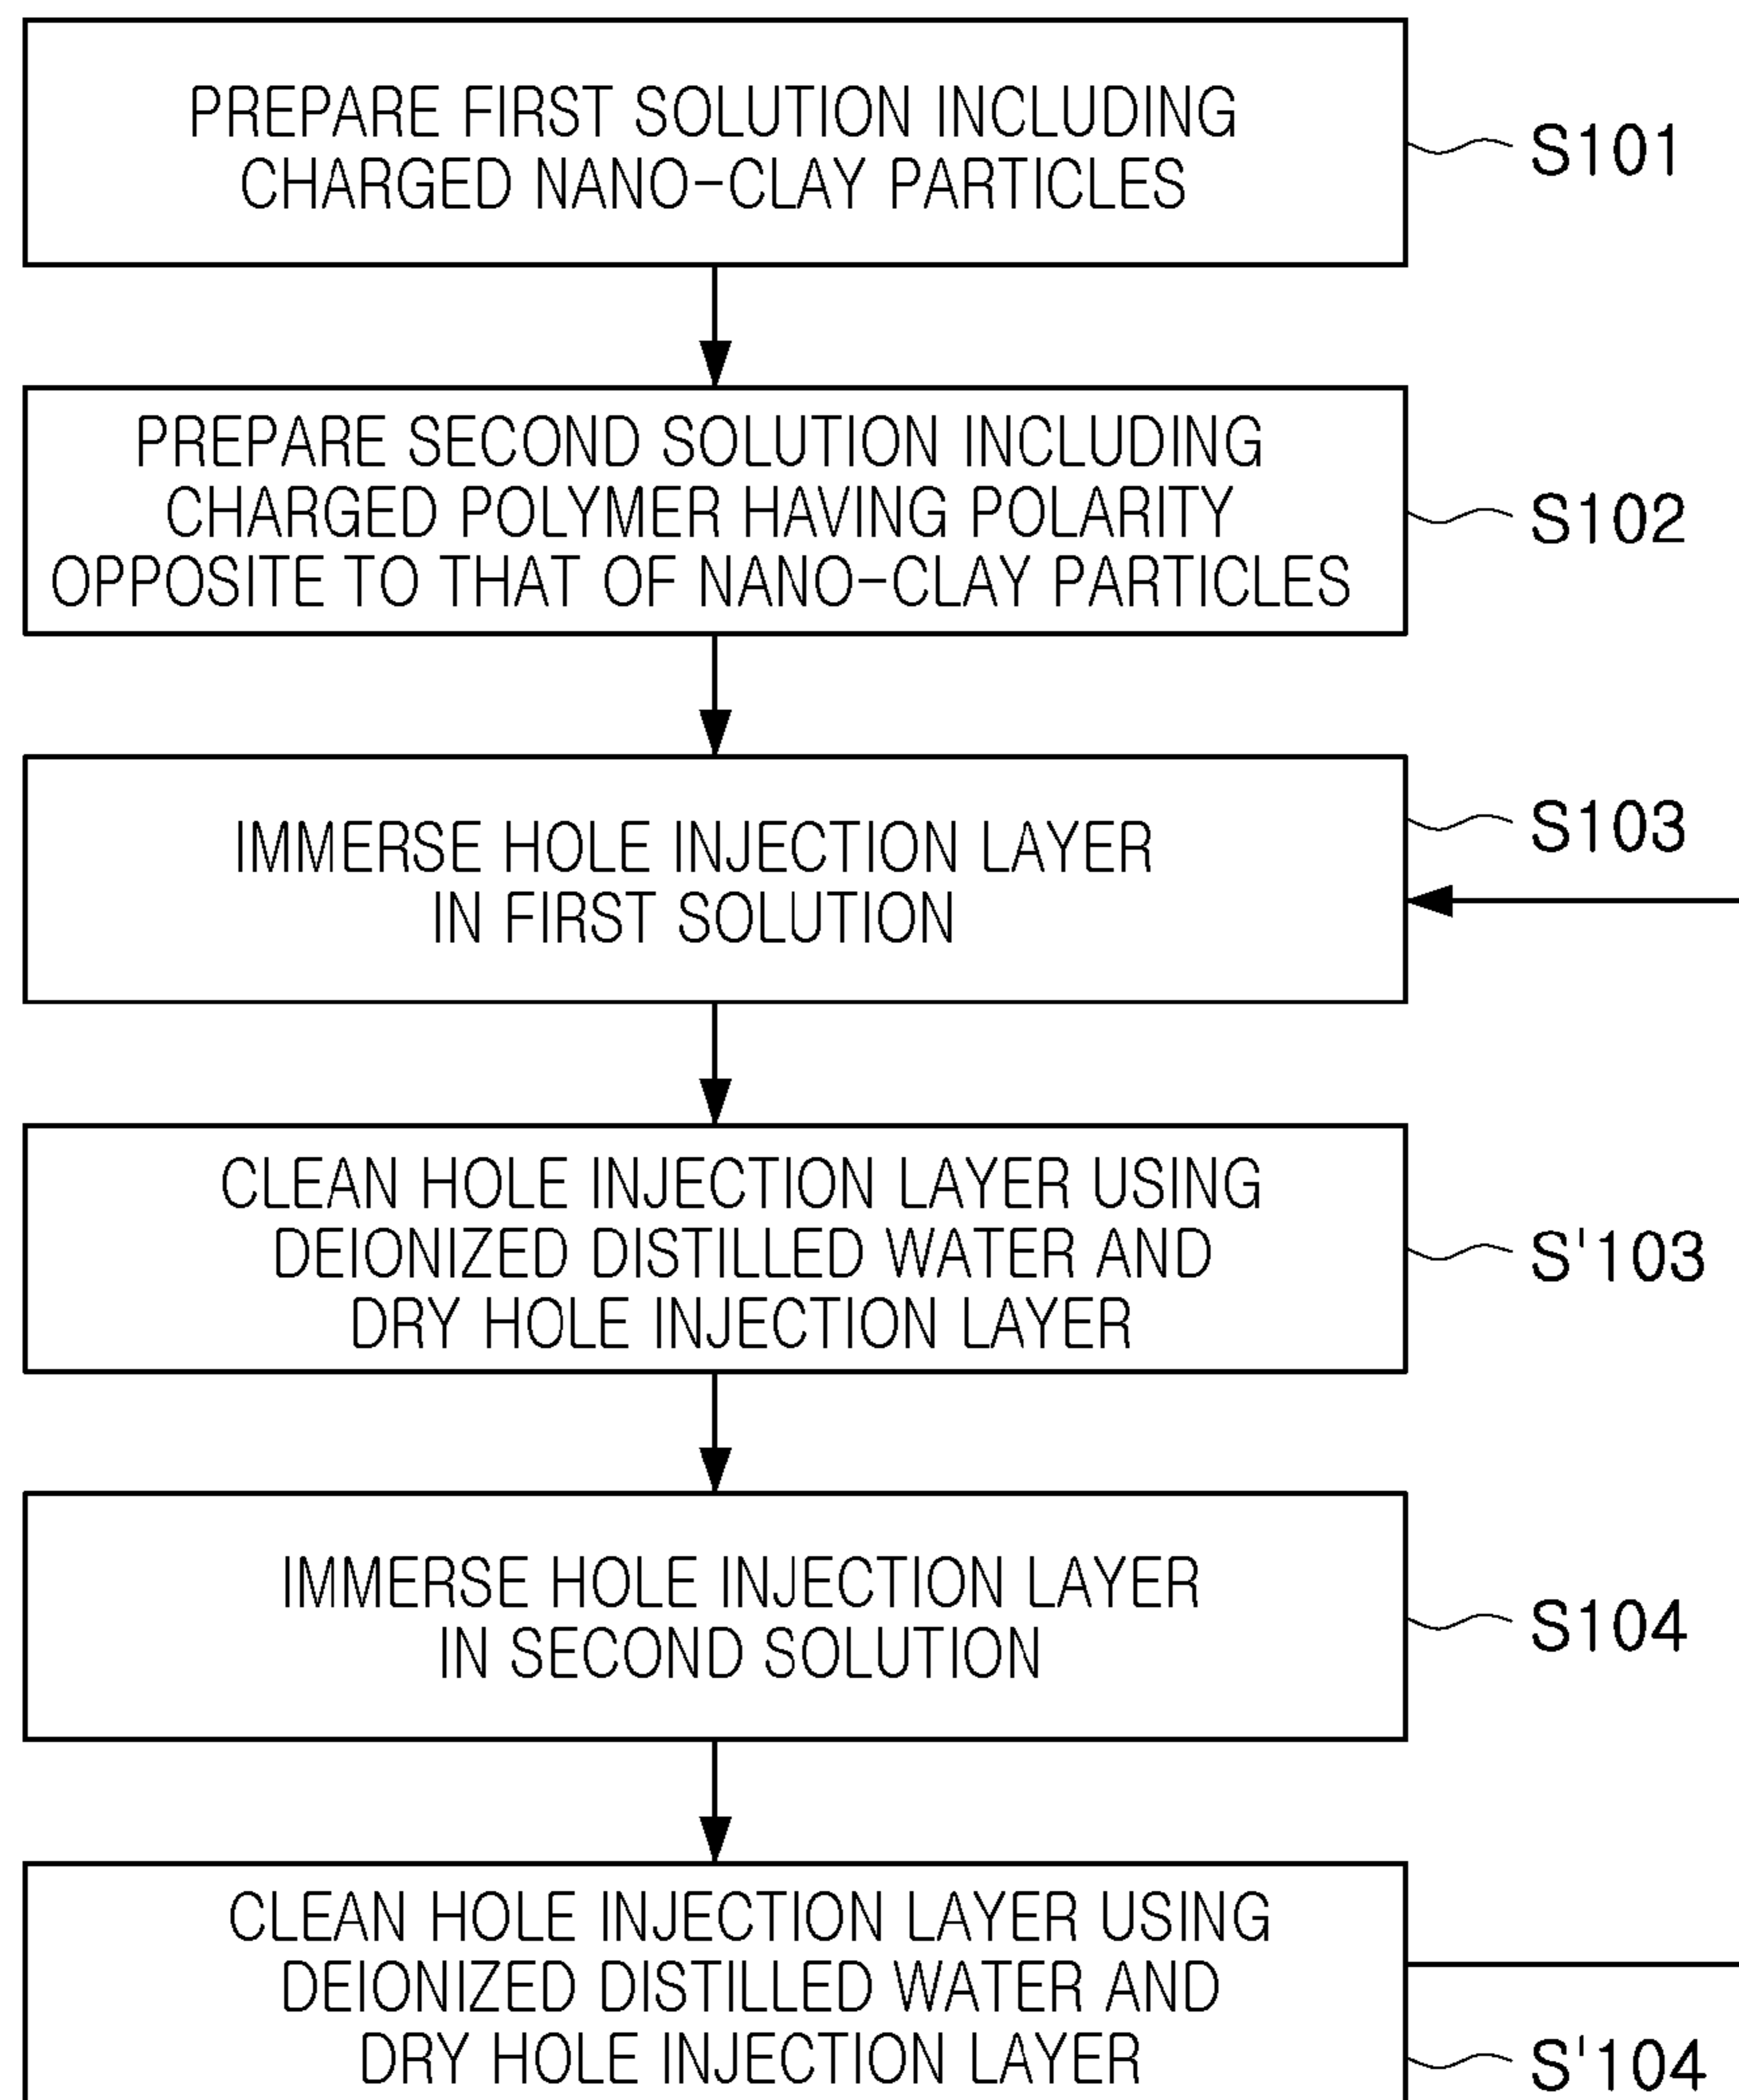 PREPARE FIRST SOLUTION INCLUDING
CHARGED NANO-CLAY PARTICLES
S101
PREPARE SECOND SOLUTION INCLUDING
CHARGED POLYMER HAVING POLARITY
OPPOSITE TO THAT OF NANO-CLAY PARTICLES
S102
IMMERSE HOLE INJECTION LAYER
IN FIRST SOLUTION
S103
CLEAN HOLE INJECTION LAYER USING
DEIONIZED DISTILLED WATER AND
DRY HOLE INJECTION LAYER
S'103
IMMERSE HOLE INJECTION LAYER
IN SECOND SOLUTION
S104
CLEAN HOLE INJECTION LAYER USING
DEIONIZED DISTILLED WATER AND
DRY HOLE INJECTION LAYER
S'104